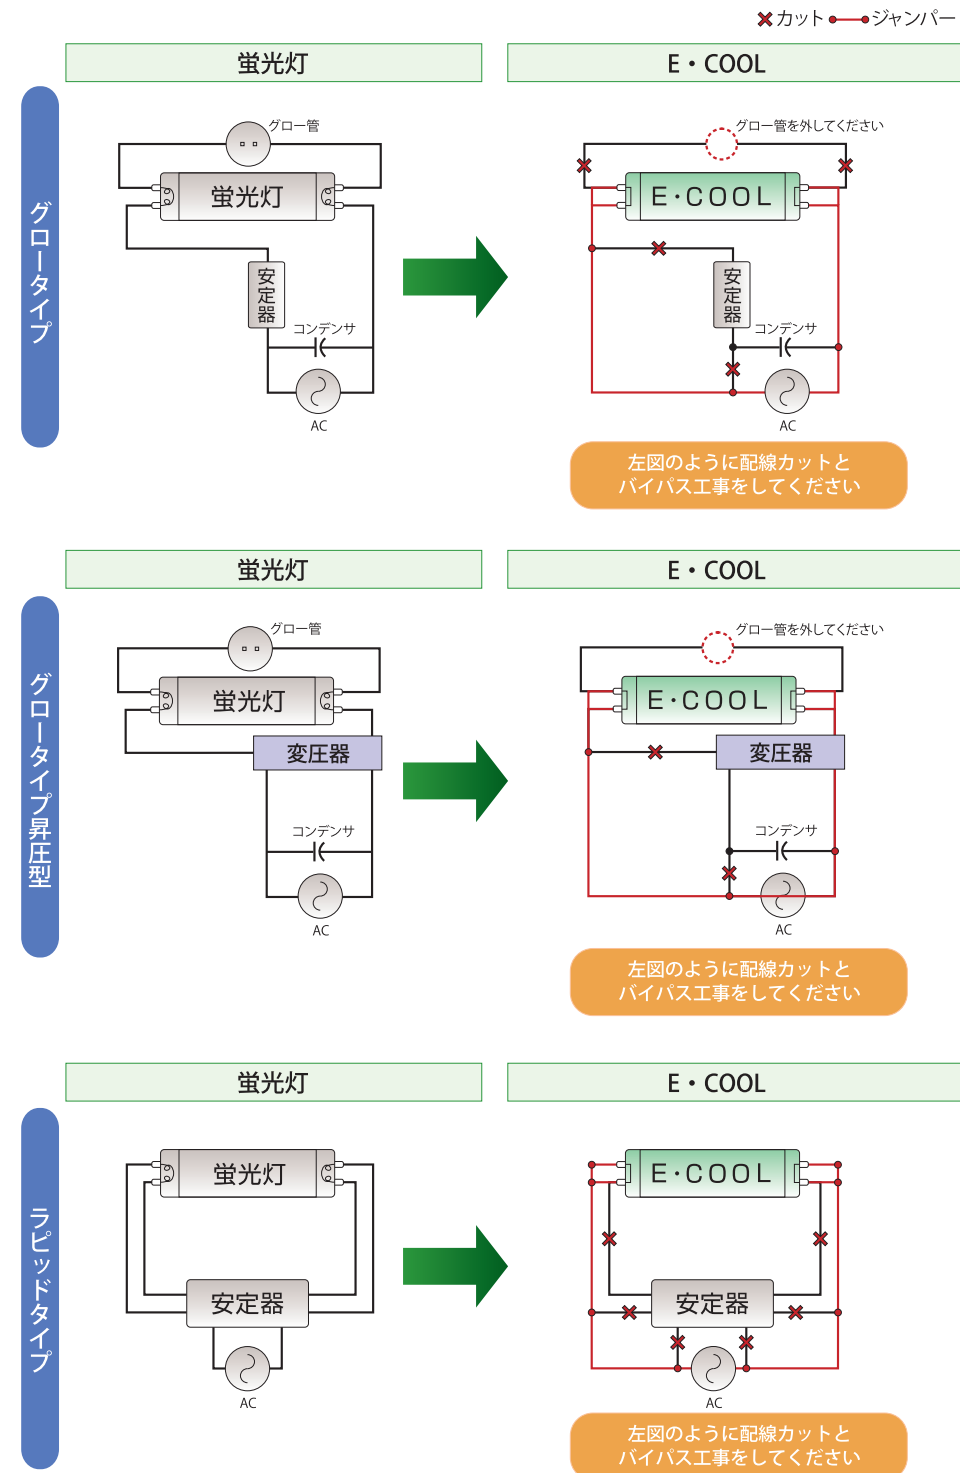 カット ジャンパー
蛍光灯
E・COOL
グロータイプ
グロー管
蛍光灯
安定器
コンデンサ
AC
グロー管を外してください
E・COOL
安定器
コンデンサ
AC
左図のように配線カットと
バイパス工事をしてください
蛍光灯
E・COOL
グロータイプ昇圧型
グロー管
蛍光灯
変圧器
コンデンサ
AC
グロー管を外してください
E・COOL
変圧器
コンデンサ
AC
左図のように配線カットと
バイパス工事をしてください
蛍光灯
E・COOL
ラピッドタイプ
蛍光灯
安定器
AC
E・COOL
安定器
AC
左図のように配線カットと
バイパス工事をしてください